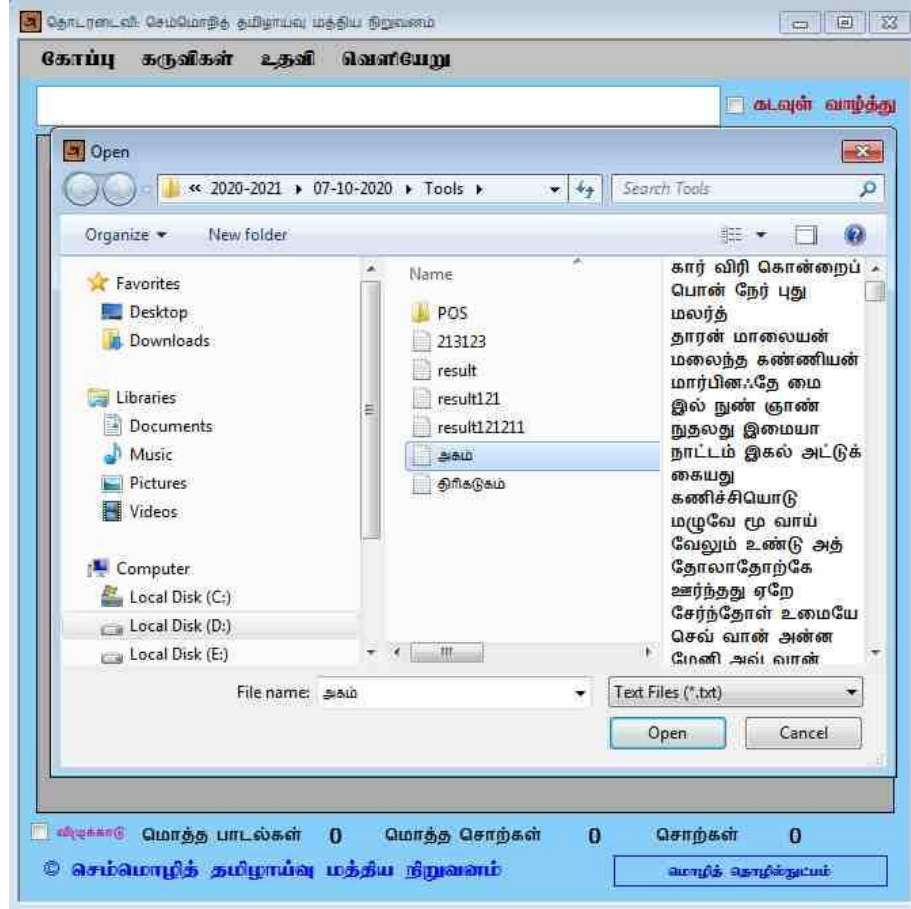 தொடரடைவி: செம்மொழித் தமிழாய்வு மத்திய நிறுவனம்
கோப்பு கருவிகள் உதவி வெளியேறு
கடவுள் வாழ்த்து
Open
« 2020-2021 07-10-2020 Tools
Search Tools
Organize New folder
Favorites
Desktop
Downloads
Libraries
Documents
Music
Pictures
Videos
Computer
Local Disk (C:)
Local Disk (D:)
Local Disk (E:)
Name
POS
213123
result
result121
result121211
அகம்
திரிகடுகம்
கார் விரி கொன்றைப்
பொன் நேர் புது
மலர்த்
தாரன் மாலையன்
மலைந்த கண்ணியன்
மார்பினஃதே மை
இல் நுண் ஞாண்
நுதலது இமையா
நாட்டம் இகல் அட்டுக்
கையது
கணிச்சியொடு
மழுவே மூ வாய்
வேலும் உண்டு அத்
தோலாதோற்கே
ஊர்ந்தது ஏறே
சேர்ந்தோள் உமையே
செவ் வான் அன்ன
மேனி அவ் வான்
File name: அகம் Text Files (*.txt)
Open Cancel
விழுக்காடு மொத்த பாடல்கள் 0 மொத்த சொற்கள் 0 சொற்கள் 0
© செம்மொழித் தமிழாய்வு மத்திய நிறுவனம் மொழித் தொழில்நுட்பம்